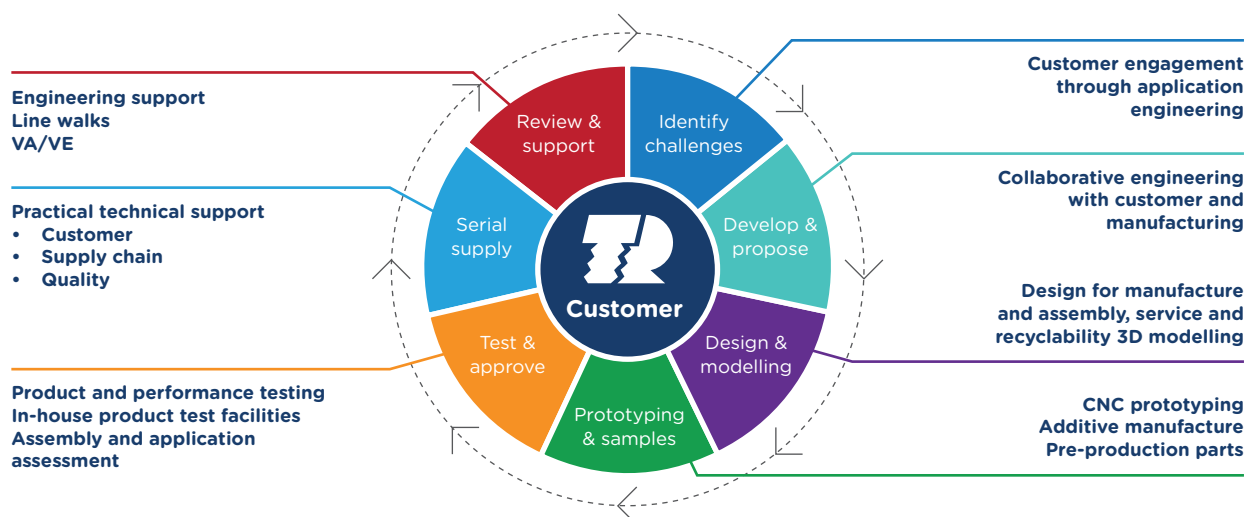 Identify
challenges
Customer engagement
through application
engineering
Develop &
propose
Collaborative engineering
with customer and
manufacturing
Design &
modelling
Design for manufacture
and assembly, service and
recyclability 3D modelling
Prototyping
& samples
CNC prototyping
Additive manufacture
Pre-production parts
Test &
approve
Product and performance testing
In-house product test facilities
Assembly and application
assessment
Serial
supply
Practical technical support
• Customer
• Supply chain
• Quality
Review &
support
Engineering support
Line walks
VA/VE
TR
Customer